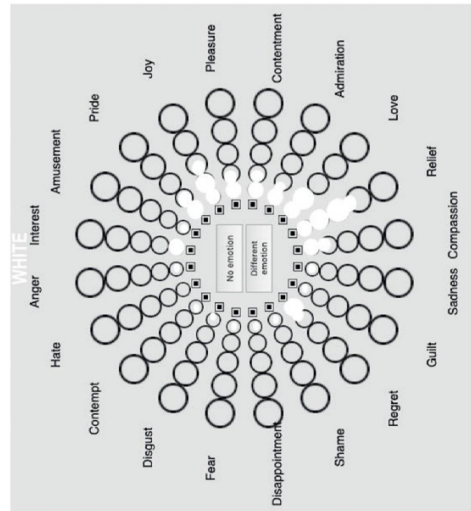 WHITE
Anger
Interest
Amusement
Pride
Joy
Pleasure
Contentment
Admiration
Love
Relief
Compassion
Sadness
Guilt
Regret
Shame
Disappointment
Fear
Disgust
Contempt
Hate
No emotion
Different
emotion